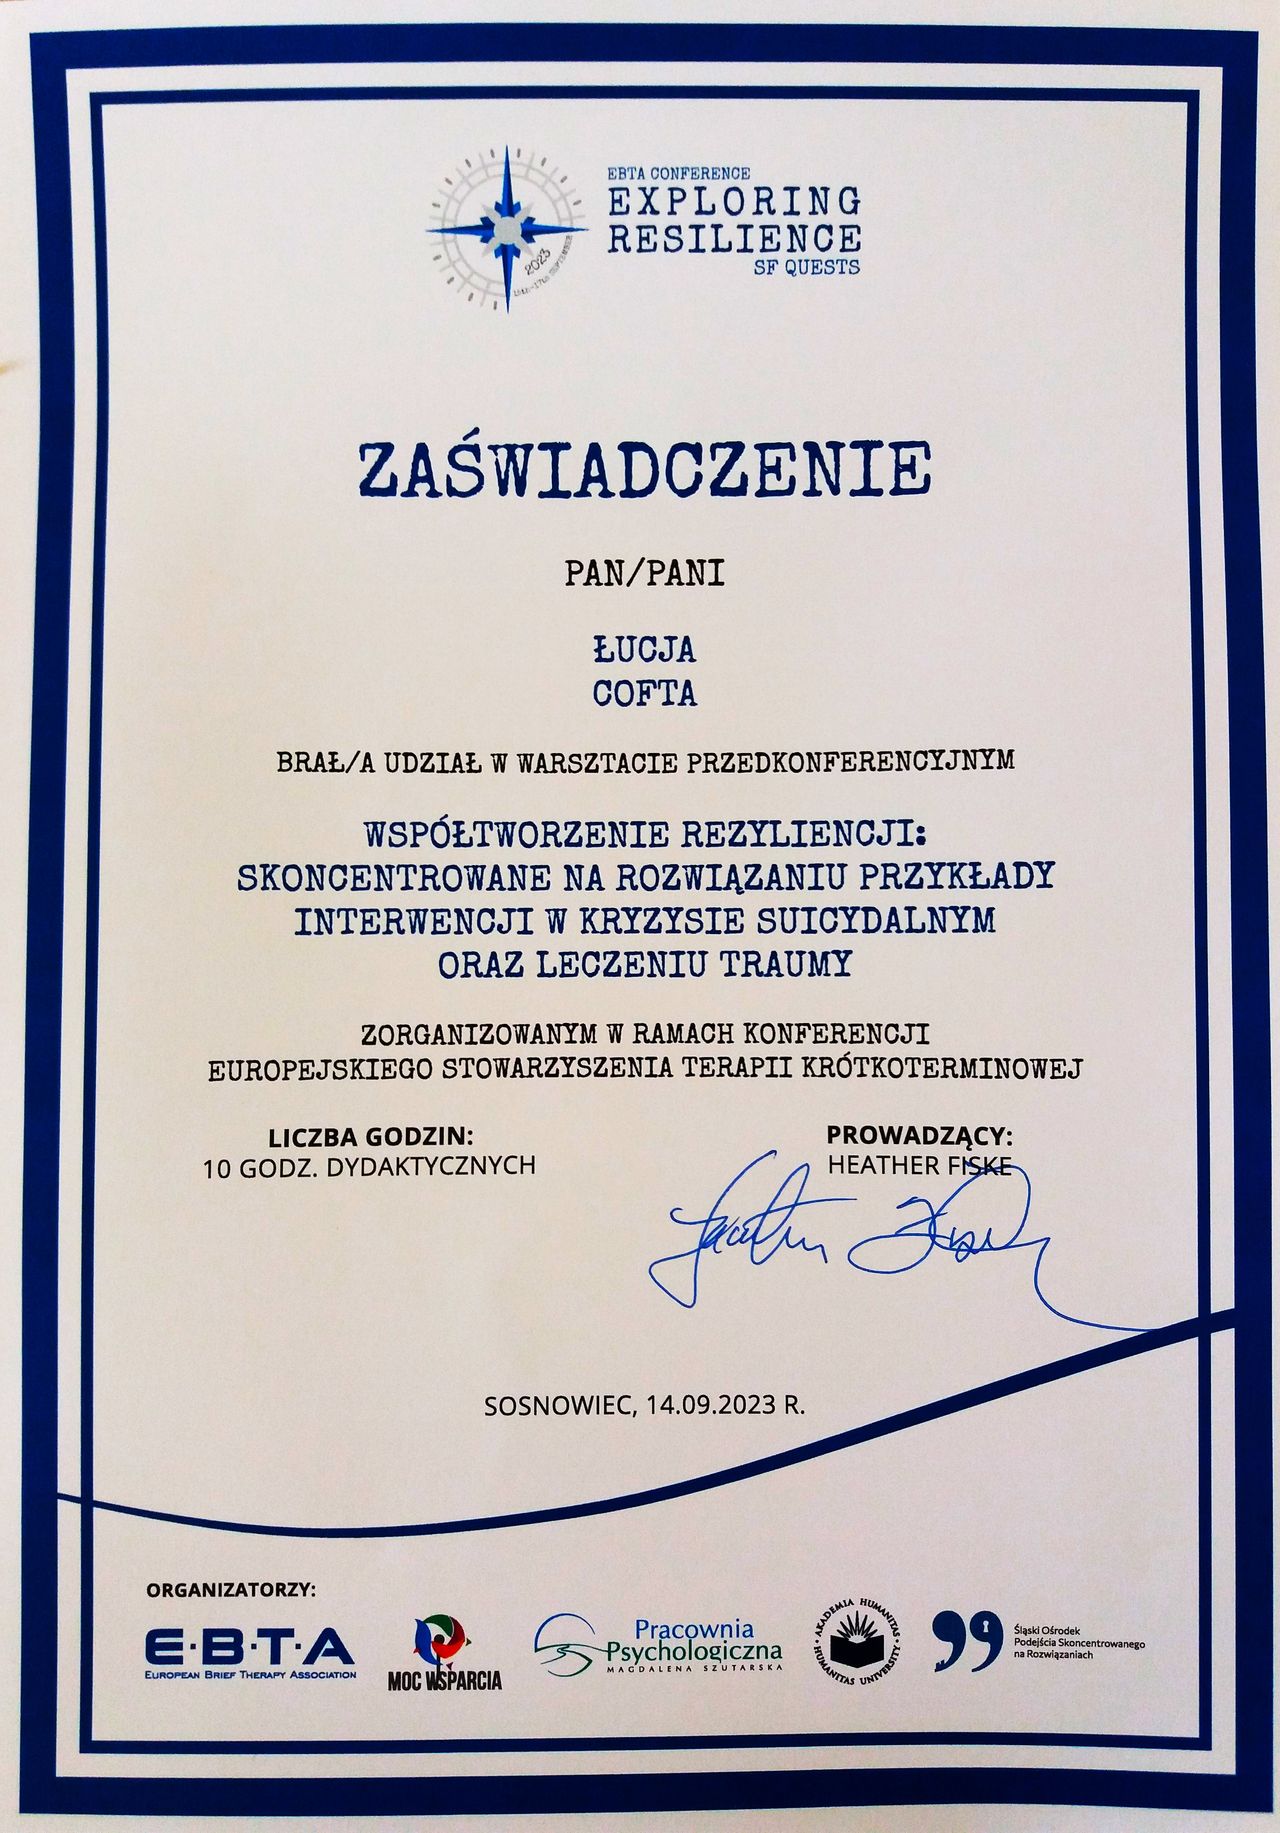 EBTA CONFERENCE
EXPLORING
RESILIENCE
SF QUESTS
2023
ZAŚWIADCZENIE
PAN/PANI
ŁUCJA
COFTA
BRAŁ/A UDZIAŁ W WARSZTACIE PRZEDKONFERENCYJNYM
WSPÓŁTWORZENIE REZYLIENCJI:
SKONCENTROWANE NA ROZWIĄZANIU PRZYKŁADY
INTERWENCJI W KRYZYSIE SUICYDALNYM
ORAZ LECZENIU TRAUMY
ZORGANIZOWANYM W RAMACH KONFERENCJI
EUROPEJSKIEGO STOWARZYSZENIA TERAPII KRÓTKOTERMINOWEJ
LICZBA GODZIN:
10 GODZ. DYDAKTYCZNYCH
PROWADZĄCY:
HEATHER FISKE
SOSNOWIEC, 14.09.2023 R.
ORGANIZATORZY:
E·B·T·A
EUROPEAN BRIEF THERAPY ASSOCIATION
MOC WSPARCIA
Pracownia
Psychologiczna
MAGDALENA SZUTARSKA
AKADEMIA HUMANITAS
HUMANITAS UNIVERSITY
Śląski Ośrodek
Podejścia Skoncentrowanego
na Rozwiązaniach